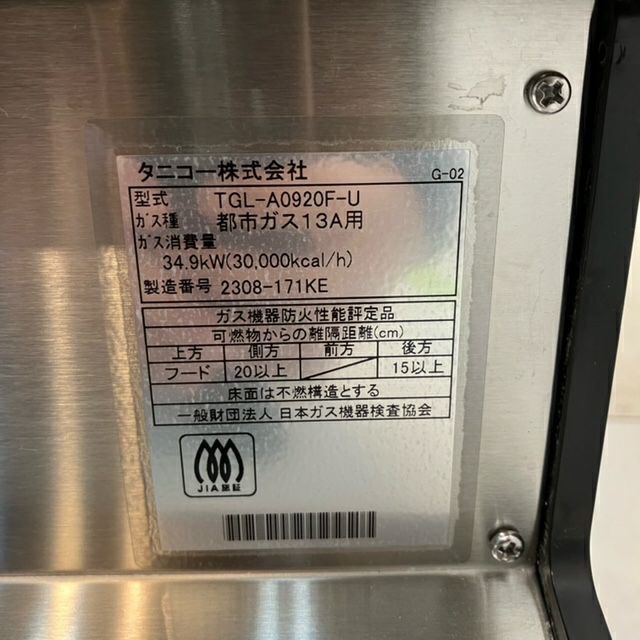 タニコー株式会社 G-02
型式 TGL-A0920F-U
ガス種 都市ガス13A用
ガス消費量
34.9kW(30,000kcal/h)
製造番号 2308-171KE
ガス機器防火性能評定品
可燃物からの離隔距離(cm)
上方 側方 前方 後方
フード 20以上 15以上
床面は不燃構造とする
一般財団法人 日本ガス機器検査協会
JIA認証